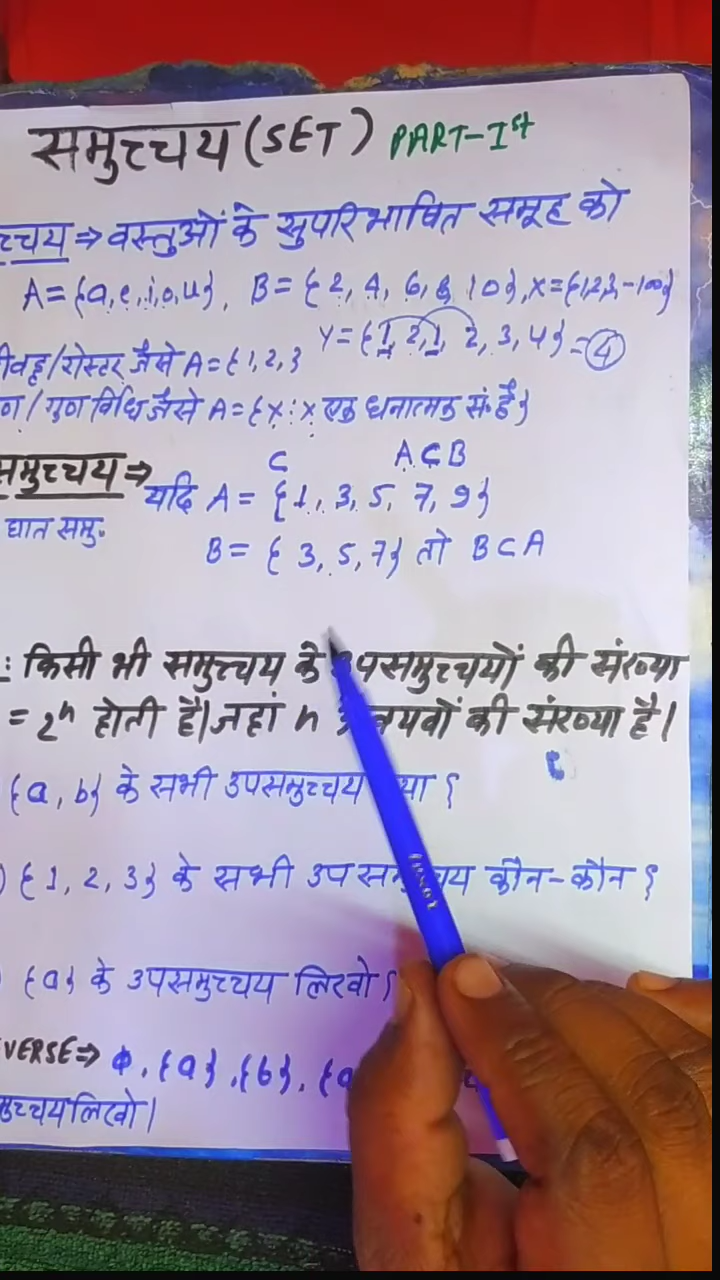 समुच्चय (SET) PART-Ist
च्चय ⇒ वस्तुओं के सुपरिभाषित समूह को
A = {a, e, i, o, u}, B = {2, 4, 6, 8, 10}, X = {1,2,3-100}
Y = {1, 2, 1, 2, 3, 4} = 4
रोस्टर जैसे A = {1, 2, 3
ण / गुण विधि जैसे A = {x : x एक धनात्मक सं. है}
समुच्चय ⇒ C A⊂B
यदि A = {1, 3, 5, 7, 9}
घात समु.
B = {3, 5, 7} तो B⊂A
: किसी भी समुच्चय के उपसमुच्चयों की संख्या
= 2ⁿ होती है। जहां n अवयवों की संख्या है।
{a, b} के सभी उपसमुच्चय
) {1, 2, 3} के सभी उपसमुच्चय कौन-कौन ?
{a} के उपसमुच्चय लिखो
VERSE ⇒ ϕ, {a}, {b}, {a
मुच्चय लिखो।